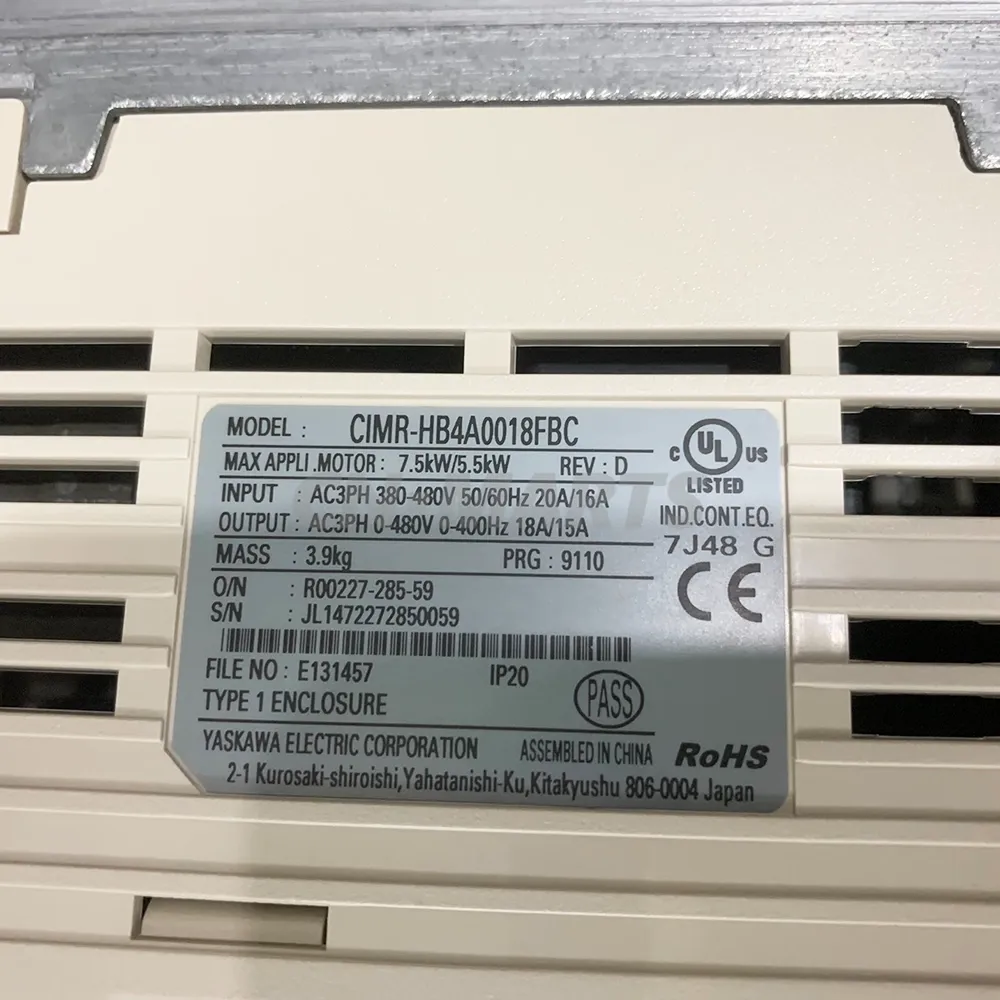 MODEL : CIMR-HB4A0018FBC
MAX APPLI.MOTOR : 7.5kW/5.5kW REV : D
INPUT : AC3PH 380-480V 50/60Hz 20A/16A
OUTPUT : AC3PH 0-480V 0-400Hz 18A/15A
MASS : 3.9kg PRG : 9110
O/N : R00227-285-59
S/N : JL1472272850059
FILE NO : E131457 IP20
TYPE 1 ENCLOSURE PASS
C UL US
LISTED
IND.CONT.EQ.
7J48 G
CE
YASKAWA ELECTRIC CORPORATION ASSEMBLED IN CHINA RoHS
2-1 Kurosaki-shiroishi,Yahatanishi-Ku,Kitakyushu 806-0004 Japan